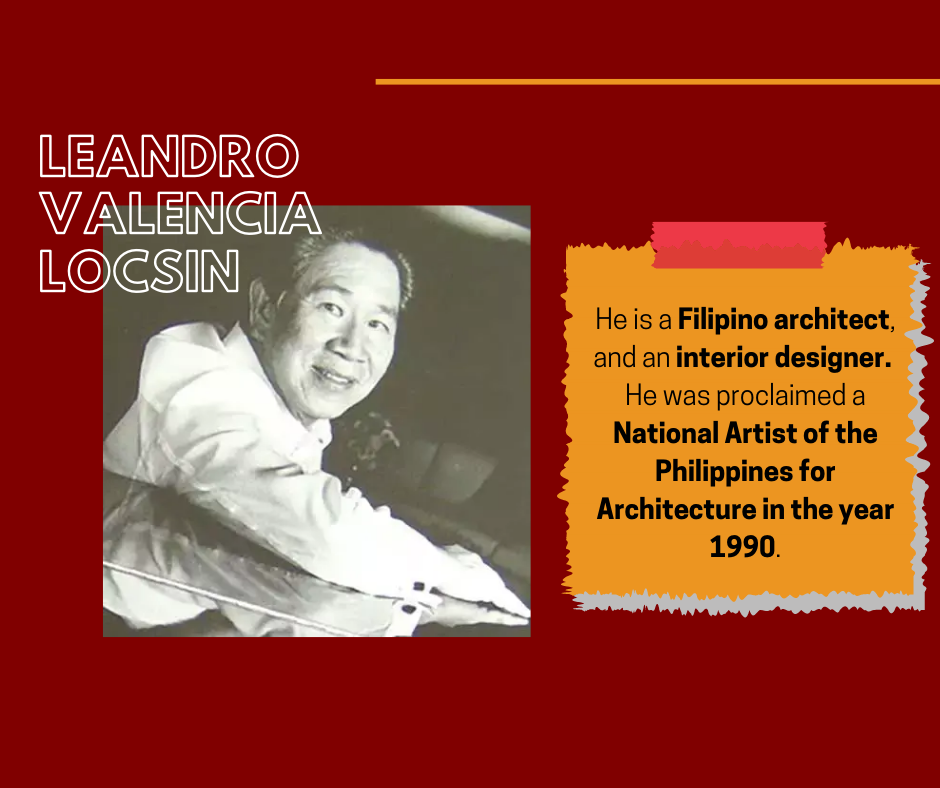 LEANDRO
VALENCIA
LOCSIN
He is a Filipino architect,
and an interior designer.
He was proclaimed a
National Artist of the
Philippines for
Architecture in the year
1990.